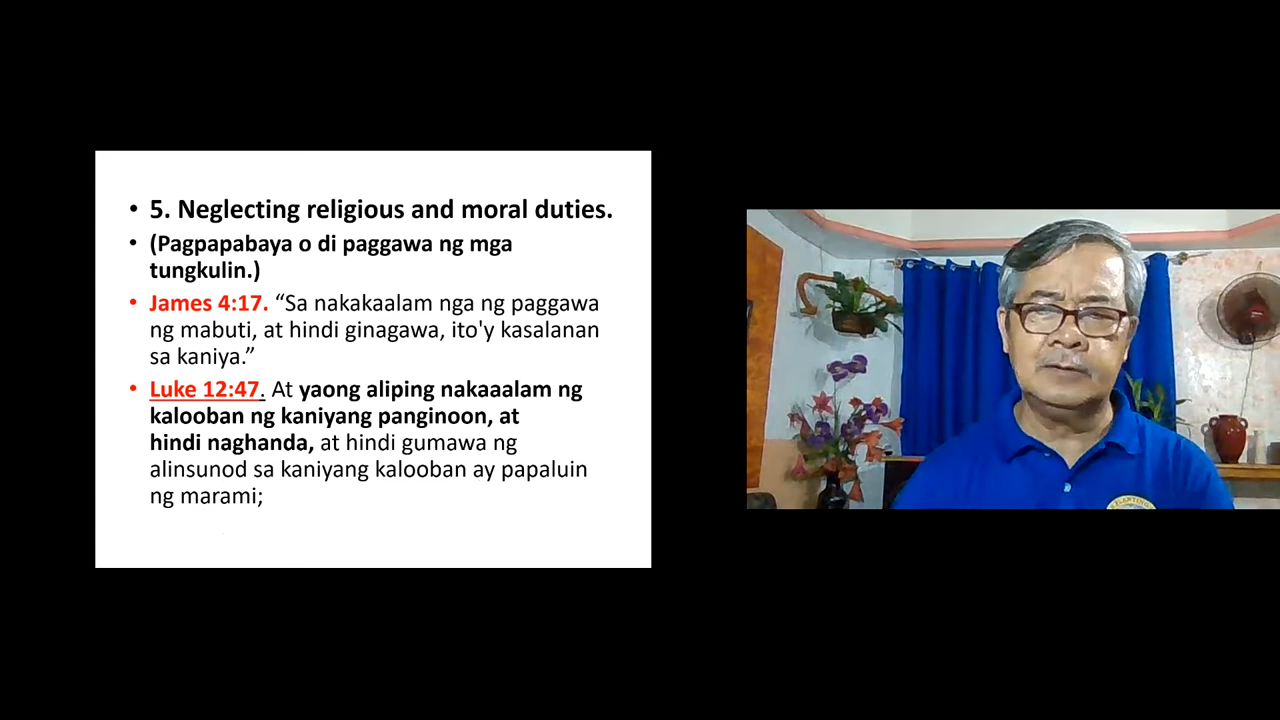 • 5. Neglecting religious and moral duties.
• (Pagpapabaya o di paggawa ng mga
tungkulin.)
• James 4:17. “Sa nakakaalam nga ng paggawa
ng mabuti, at hindi ginagawa, ito'y kasalanan
sa kaniya.”
• Luke 12:47. At yaong aliping nakaaalam ng
kalooban ng kaniyang panginoon, at
hindi naghanda, at hindi gumawa ng
alinsunod sa kaniyang kalooban ay papaluin
ng marami;